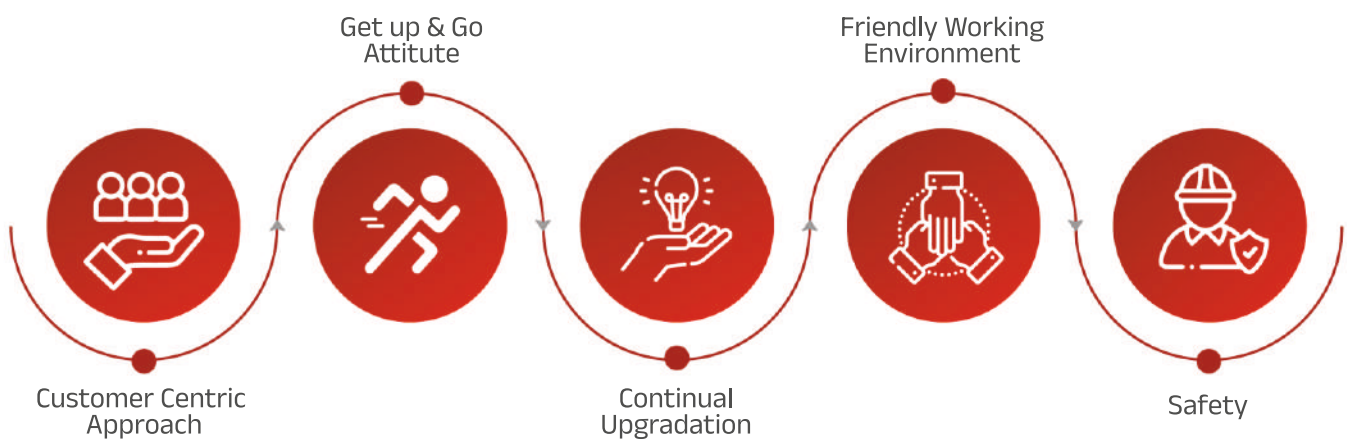 Get up & Go
Attitute
Friendly Working
Environment
Customer Centric
Approach
Continual
Upgradation
Safety